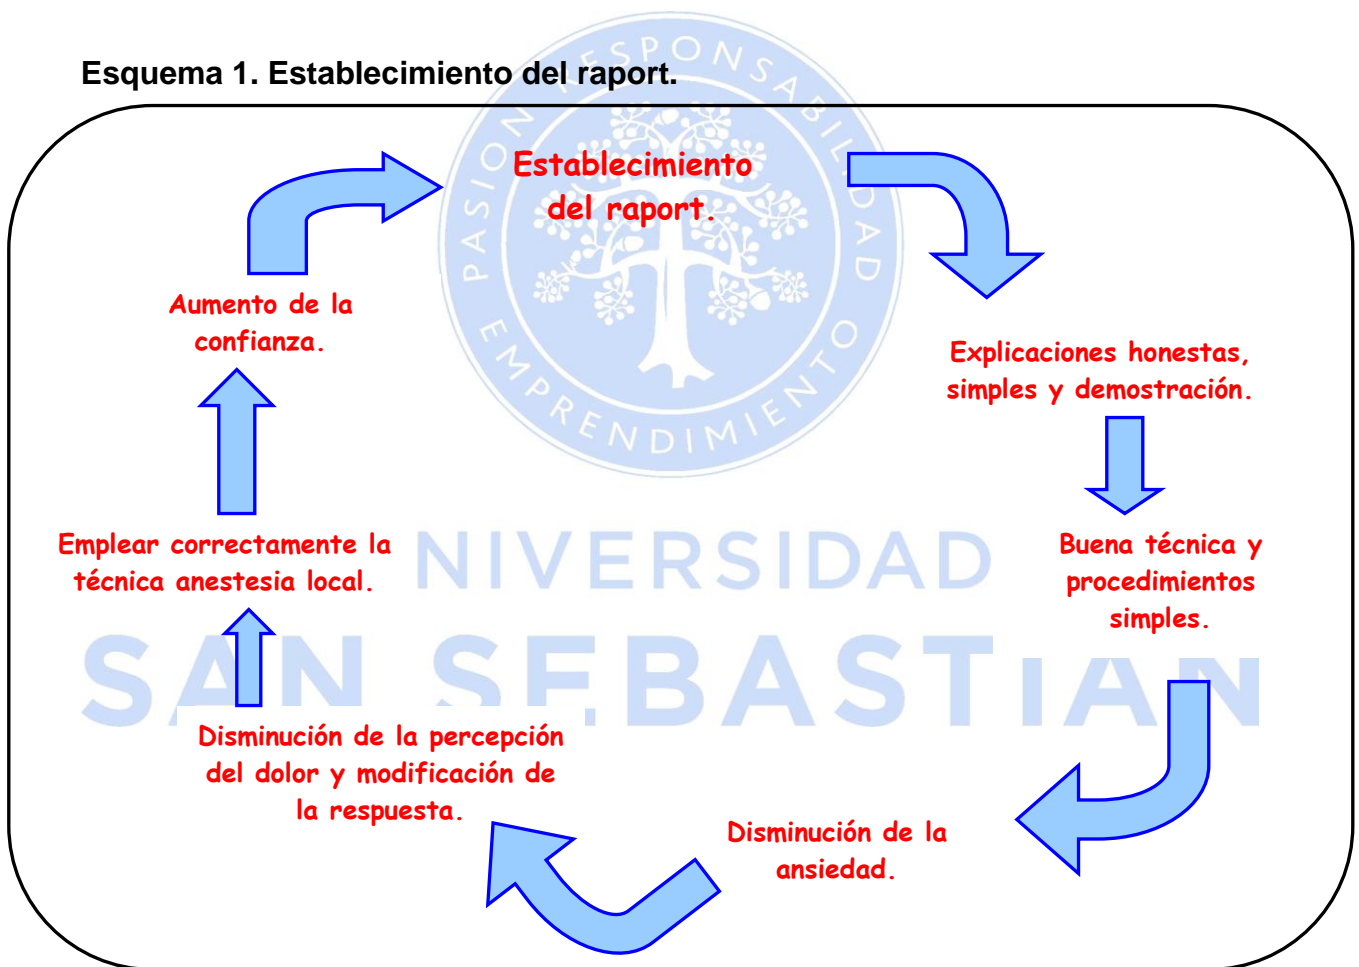 Esquema 1. Establecimiento del raport.
PASION RESPONSABILIDAD EMPRENDIMIENTO
Establecimiento
del raport.
Explicaciones honestas,
simples y demostración.
Buena técnica y
procedimientos
simples.
Disminución de la
ansiedad.
Disminución de la percepción
del dolor y modificación de
la respuesta.
Emplear correctamente la
técnica anestesia local.
Aumento de la
confianza.
NIVERSIDAD
SAN SEBASTIAN